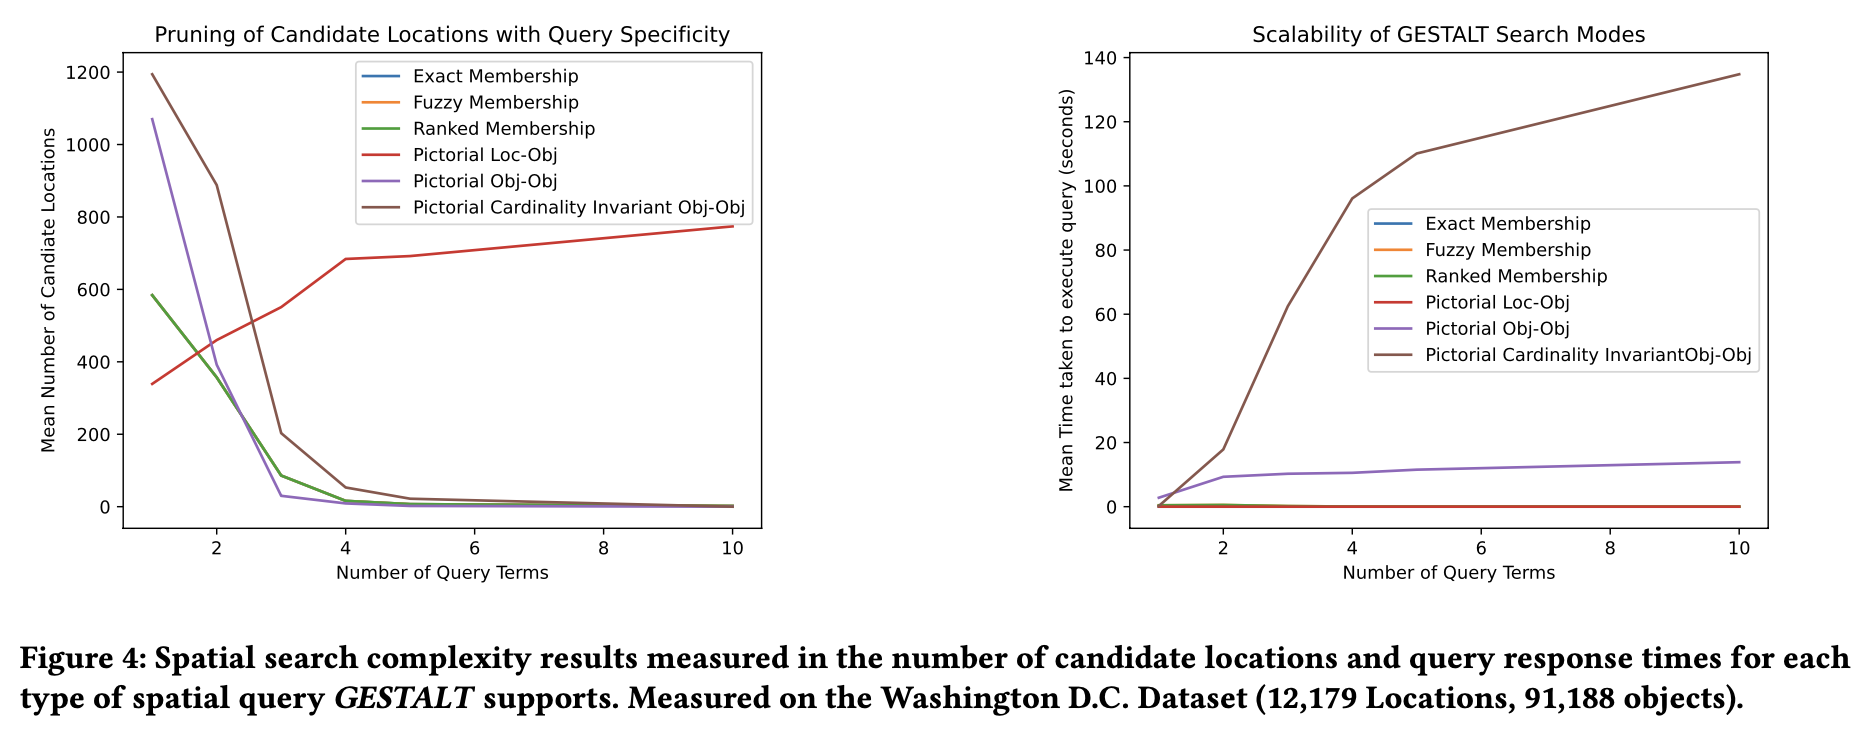 Pruning of Candidate Locations with Query Specificity
Mean Number of Candidate Locations
1200
1000
800
600
400
200
0
Exact Membership
Fuzzy Membership
Ranked Membership
Pictorial Loc-Obj
Pictorial Obj-Obj
Pictorial Cardinality Invariant Obj-Obj
2 4 6 8 10
Number of Query Terms
Scalability of GESTALT Search Modes
Mean Time taken to execute query (seconds)
140
120
100
80
60
40
20
0
Exact Membership
Fuzzy Membership
Ranked Membership
Pictorial Loc-Obj
Pictorial Obj-Obj
Pictorial Cardinality InvariantObj-Obj
2 4 6 8 10
Number of Query Terms
Figure 4: Spatial search complexity results measured in the number of candidate locations and query response times for each
type of spatial query GESTALT supports. Measured on the Washington D.C. Dataset (12,179 Locations, 91,188 objects).